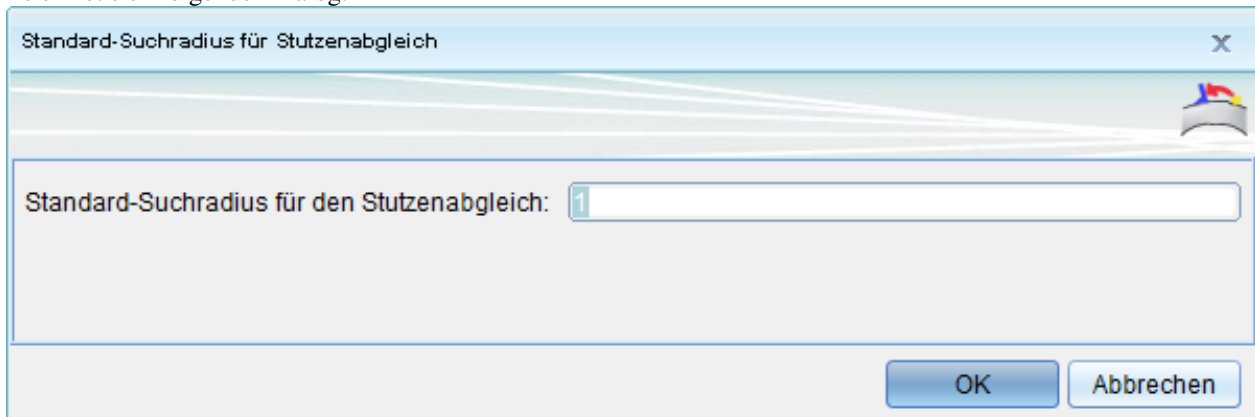 Standard-Suchradius für Stutzenabgleich
Standard-Suchradius für den Stutzenabgleich: 1
OK Abbrechen